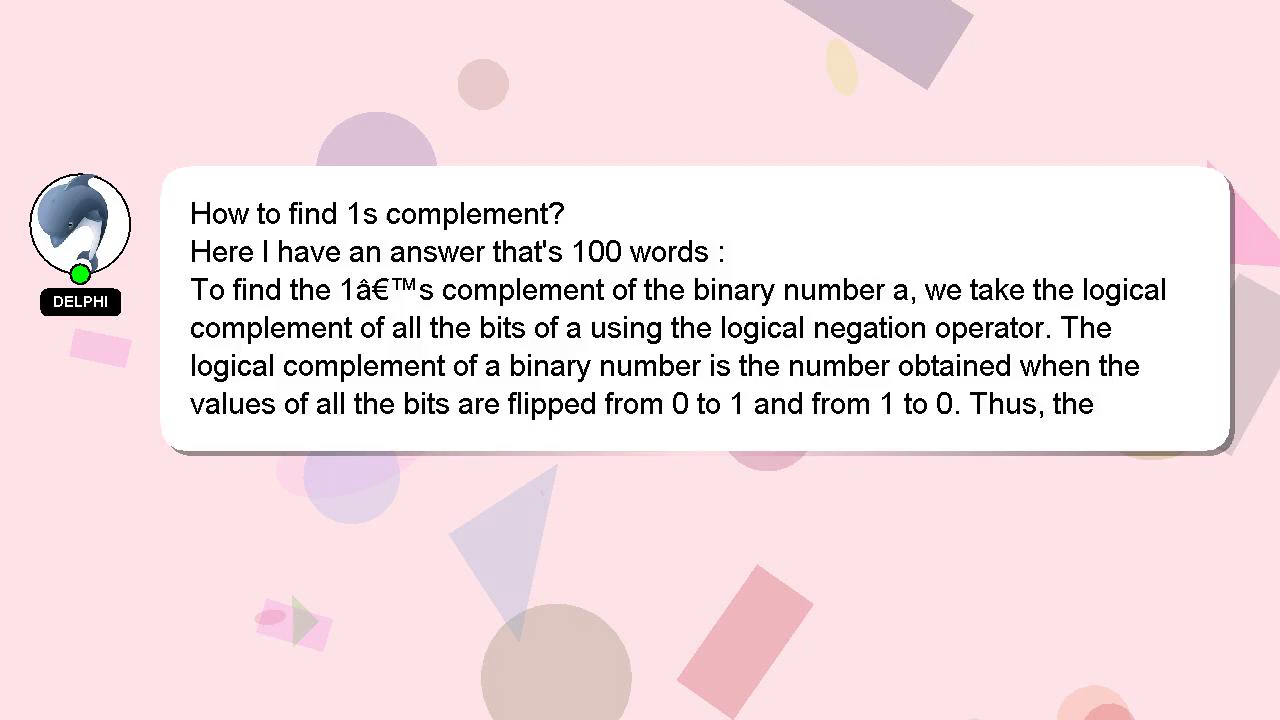 How to find 1s complement?
Here I have an answer that's 100 words :
To find the 1â€™s complement of the binary number a, we take the logical
complement of all the bits of a using the logical negation operator. The
logical complement of a binary number is the number obtained when the
values of all the bits are flipped from 0 to 1 and from 1 to 0. Thus, the
DELPHI